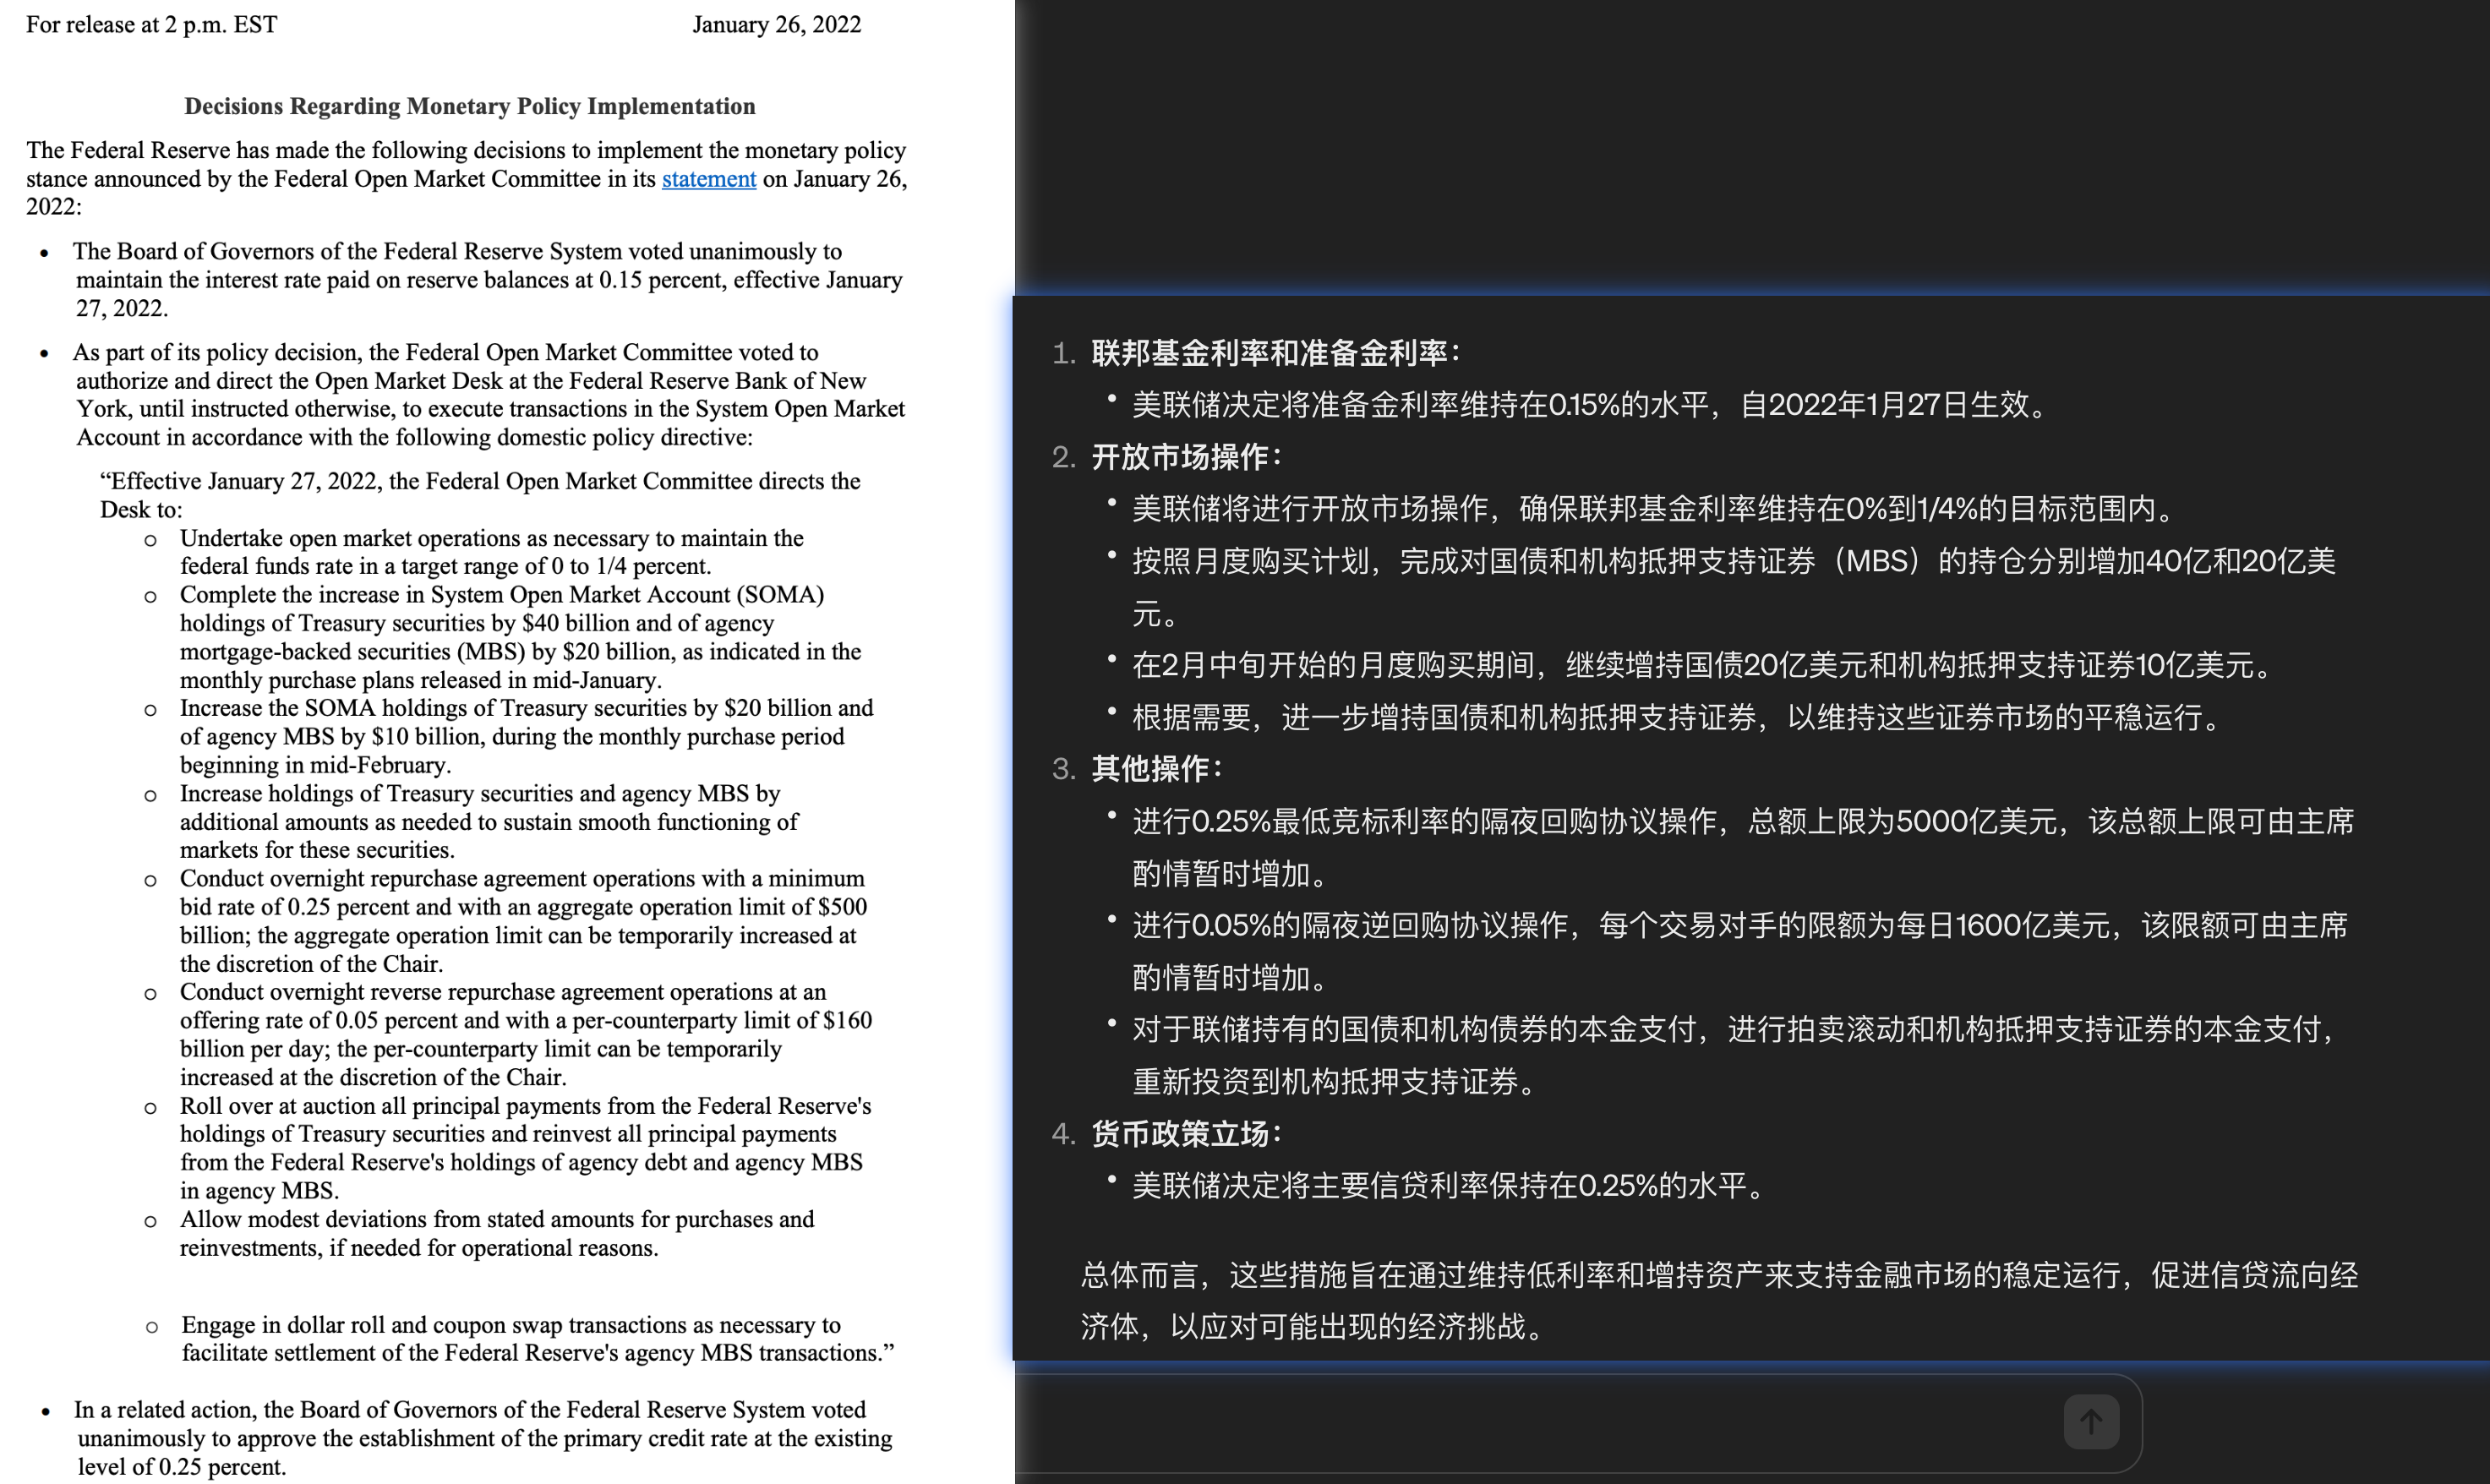 For release at 2 p.m. EST January 26, 2022
Decisions Regarding Monetary Policy Implementation
The Federal Reserve has made the following decisions to implement the monetary policy
stance announced by the Federal Open Market Committee in its statement on January 26,
2022:
• The Board of Governors of the Federal Reserve System voted unanimously to
maintain the interest rate paid on reserve balances at 0.15 percent, effective January
27, 2022.
• As part of its policy decision, the Federal Open Market Committee voted to
authorize and direct the Open Market Desk at the Federal Reserve Bank of New
York, until instructed otherwise, to execute transactions in the System Open Market
Account in accordance with the following domestic policy directive:
“Effective January 27, 2022, the Federal Open Market Committee directs the
Desk to:
o Undertake open market operations as necessary to maintain the
federal funds rate in a target range of 0 to 1/4 percent.
o Complete the increase in System Open Market Account (SOMA)
holdings of Treasury securities by $40 billion and of agency
mortgage-backed securities (MBS) by $20 billion, as indicated in the
monthly purchase plans released in mid-January.
o Increase the SOMA holdings of Treasury securities by $20 billion and
of agency MBS by $10 billion, during the monthly purchase period
beginning in mid-February.
o Increase holdings of Treasury securities and agency MBS by
additional amounts as needed to sustain smooth functioning of
markets for these securities.
o Conduct overnight repurchase agreement operations with a minimum
bid rate of 0.25 percent and with an aggregate operation limit of $500
billion; the aggregate operation limit can be temporarily increased at
the discretion of the Chair.
o Conduct overnight reverse repurchase agreement operations at an
offering rate of 0.05 percent and with a per-counterparty limit of $160
billion per day; the per-counterparty limit can be temporarily
increased at the discretion of the Chair.
o Roll over at auction all principal payments from the Federal Reserve's
holdings of Treasury securities and reinvest all principal payments
from the Federal Reserve's holdings of agency debt and agency MBS
in agency MBS.
o Allow modest deviations from stated amounts for purchases and
reinvestments, if needed for operational reasons.
o Engage in dollar roll and coupon swap transactions as necessary to
facilitate settlement of the Federal Reserve's agency MBS transactions.”
• In a related action, the Board of Governors of the Federal Reserve System voted
unanimously to approve the establishment of the primary credit rate at the existing
level of 0.25 percent.
1. 联邦基金利率和准备金利率：
• 美联储决定将准备金利率维持在0.15%的水平，自2022年1月27日生效。
2. 开放市场操作：
• 美联储将进行开放市场操作，确保联邦基金利率维持在0%到1/4%的目标范围内。
• 按照月度购买计划，完成对国债和机构抵押支持证券（MBS）的持仓分别增加40亿和20亿美
元。
• 在2月中旬开始的月度购买期间，继续增持国债20亿美元和机构抵押支持证券10亿美元。
• 根据需要，进一步增持国债和机构抵押支持证券，以维持这些证券市场的平稳运行。
3. 其他操作：
• 进行0.25%最低竞标利率的隔夜回购协议操作，总额上限为5000亿美元，该总额上限可由主席
酌情暂时增加。
• 进行0.05%的隔夜逆回购协议操作，每个交易对手的限额为每日1600亿美元，该限额可由主席
酌情暂时增加。
• 对于联储持有的国债和机构债券的本金支付，进行拍卖滚动和机构抵押支持证券的本金支付，
重新投资到机构抵押支持证券。
4. 货币政策立场：
• 美联储决定将主要信贷利率保持在0.25%的水平。
总体而言，这些措施旨在通过维持低利率和增持资产来支持金融市场的稳定运行，促进信贷流向经
济体，以应对可能出现的经济挑战。